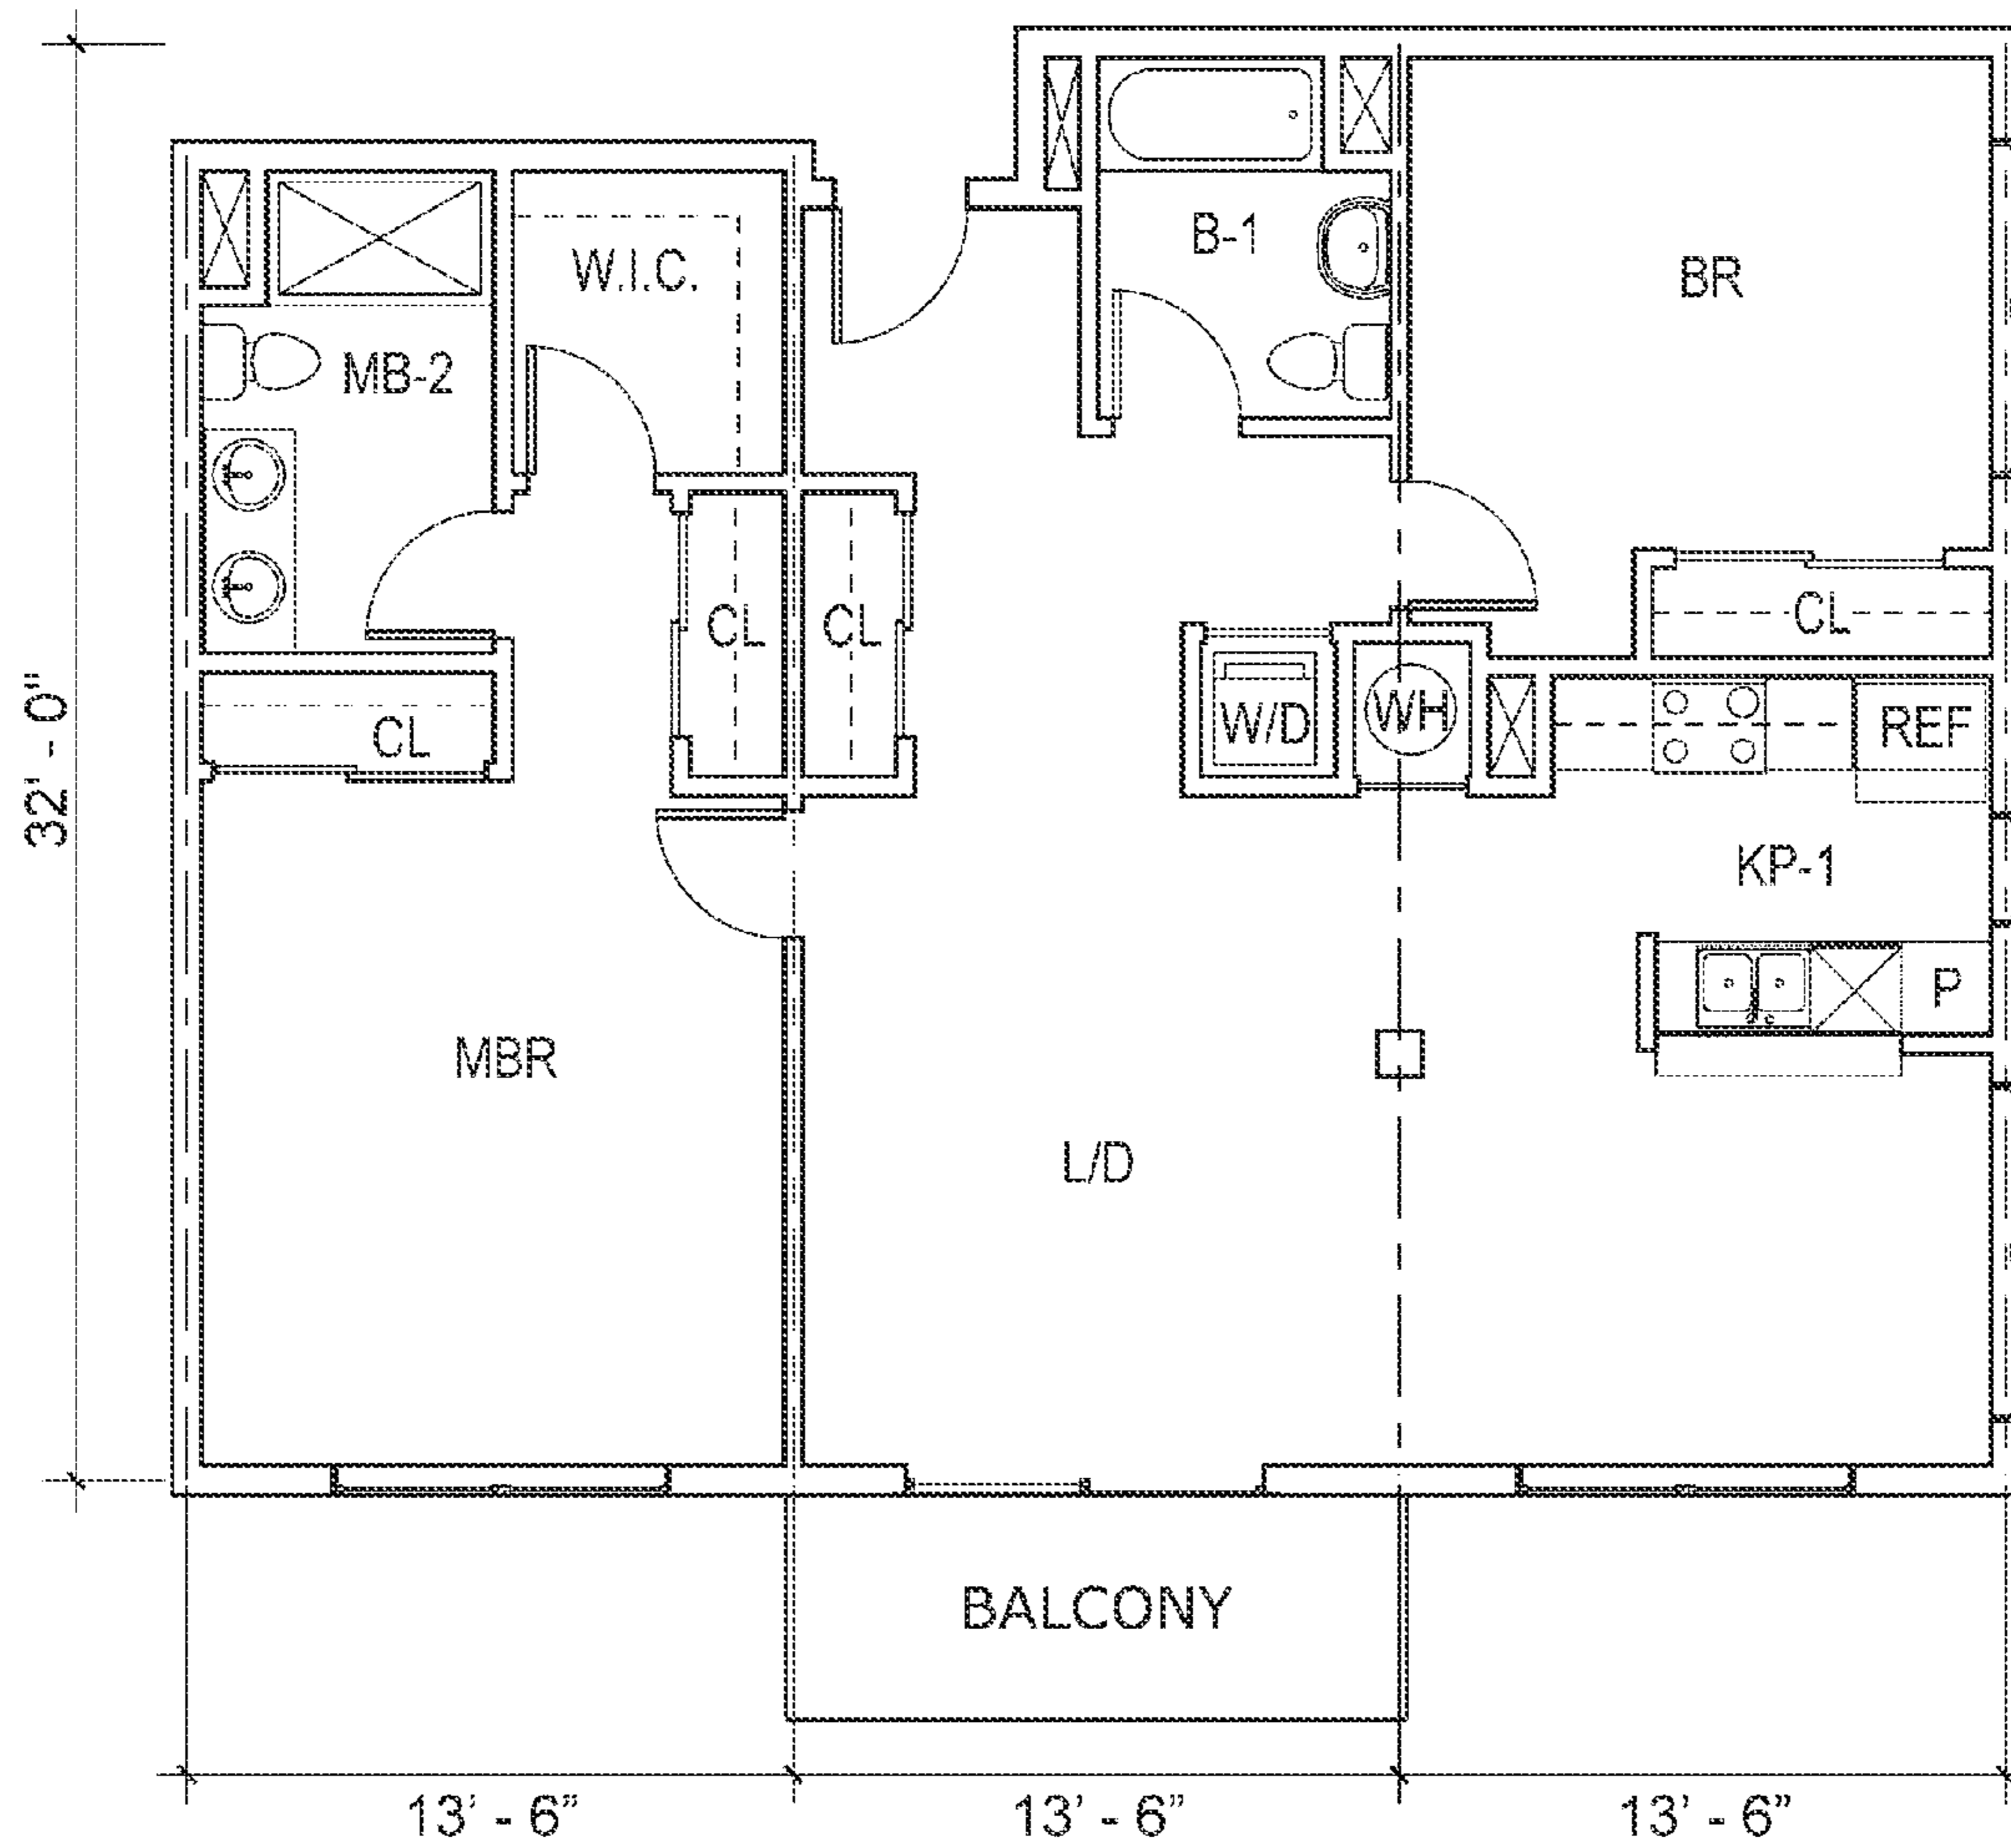 B-1
W.I.C.
BR
MB-2
CL
CL
CL
CL
W/D
WH
REF
32' - 0"
KP-1
P
MBR
L/D
BALCONY
13' - 6”
13' - 6”
13' - 6”